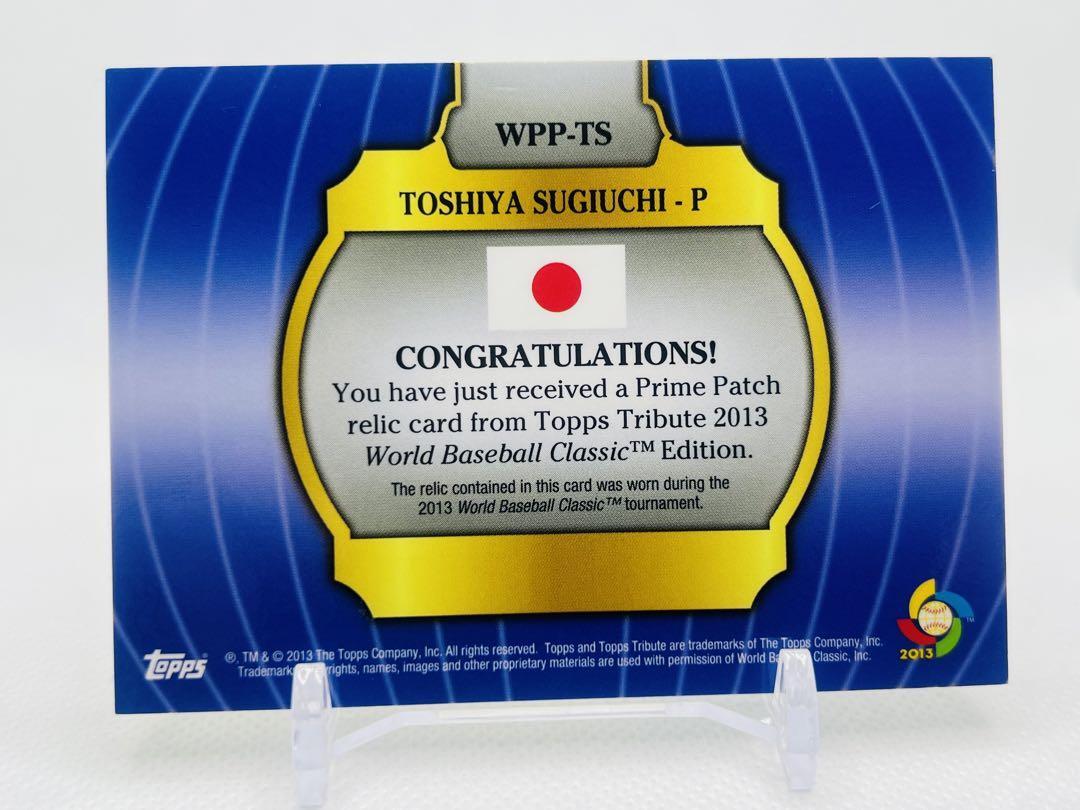 WPP-TS
TOSHIYA SUGIUCHI - P
CONGRATULATIONS!
You have just received a Prime Patch
relic card from Topps Tribute 2013
World Baseball Classic™ Edition.
The relic contained in this card was worn during the
2013 World Baseball Classic™ tournament.
topps
®, TM & © 2013 The Topps Company, Inc. All rights reserved. Topps and Topps Tribute are trademarks of The Topps Company, Inc.
names, images and other proprietary materials are used with permission of World Classic, Inc.
TM
2013